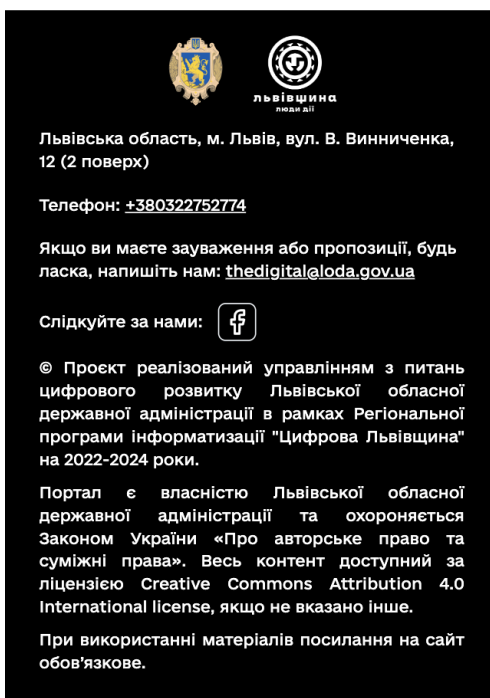 львівщина
люди дії
Львівська область, м. Львів, вул. В. Винниченка,
12 (2 поверх)
Телефон: +380322752774
Якщо ви маєте зауваження або пропозиції, будь
ласка, напишіть нам: thedigital@loda.gov.ua
Слідкуйте за нами:
© Проєкт реалізований управлінням з питань
цифрового розвитку Львівської обласної
державної адміністрації в рамках Регіональної
програми інформатизації "Цифрова Львівщина"
на 2022-2024 роки.
Портал є власністю Львівської обласної
державної адміністрації та охороняється
Законом України «Про авторське право та
суміжні права». Весь контент доступний за
ліцензією Creative Commons Attribution 4.0
International license, якщо не вказано інше.
При використанні матеріалів посилання на сайт
обов’язкове.